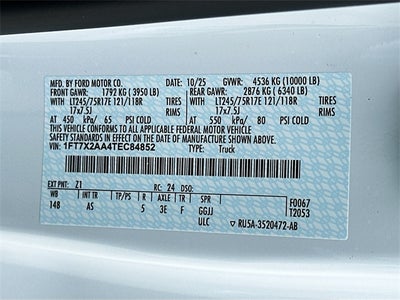 MFD. BY FORD MOTOR CO. 10/25 GVWR: 4536 KG (10000 LB)
FRONT GAWR: 1792 KG ( 3950 LB) REAR GAWR: 2876 KG ( 6340 LB)
WITH LT245/75R17E 121/118R TIRES 17x7.5J RIMS WITH LT245/75R17E 121/118R TIRES 17x7.5J RIMS
AT 450 kPa/ 65 PSI COLD AT 550 kPa/ 80 PSI COLD
THIS VEHICLE CONFORMS TO ALL APPLICABLE FEDERAL MOTOR VEHICLE SAFETY STANDARDS IN EFFECT ON THE
DATE OF MANUFACTURE SHOWN ABOVE.
VIN: 1FT7X2AA4TEC84852 TYPE: Truck
EXT PNT: Z1 RC: 24 DSO: F0067
WB INT TR TP/PS R AXLE TR SPR T2053
148 AS 5 3E F GGJJ
ULC RU5A-3520472-AB